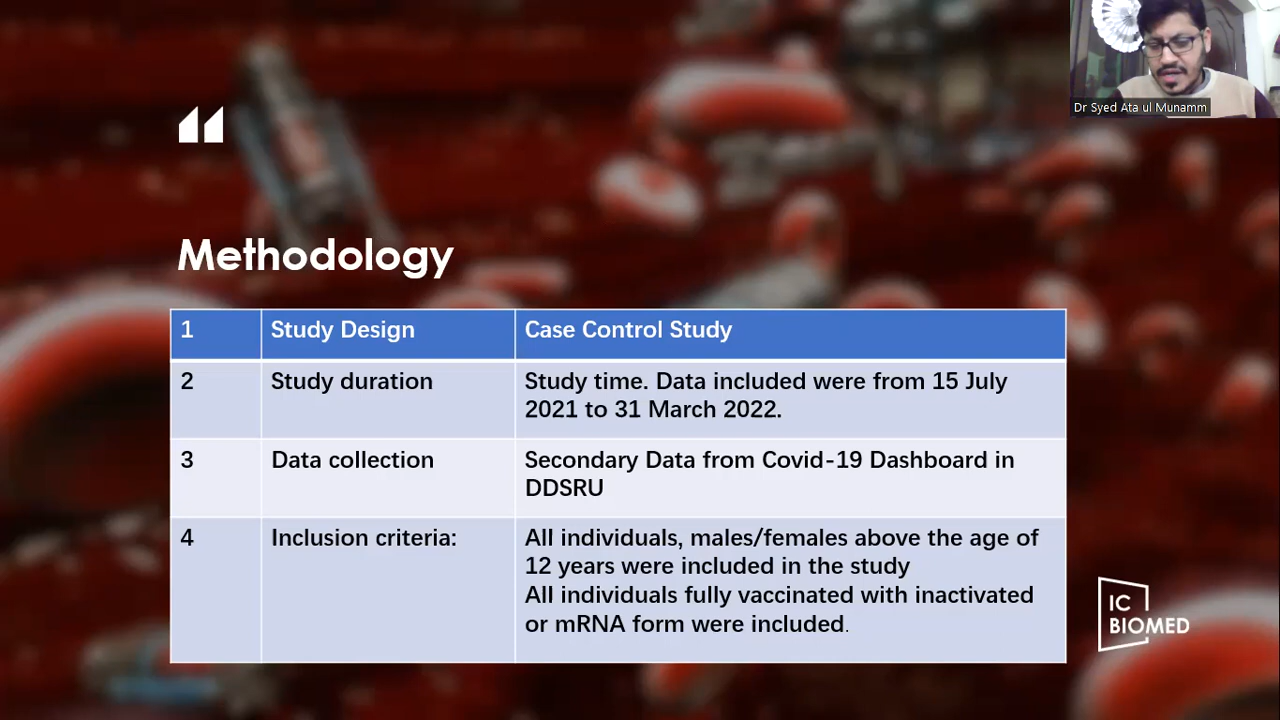 Dr Syed Ata ul Munamm
“
Methodology
1 Study Design Case Control Study
2 Study duration Study time. Data included were from 15 July
2021 to 31 March 2022.
3 Data collection Secondary Data from Covid-19 Dashboard in
DDSRU
4 Inclusion criteria: All individuals, males/females above the age of
12 years were included in the study
All individuals fully vaccinated with inactivated
or mRNA form were included.
IC
BIOMED